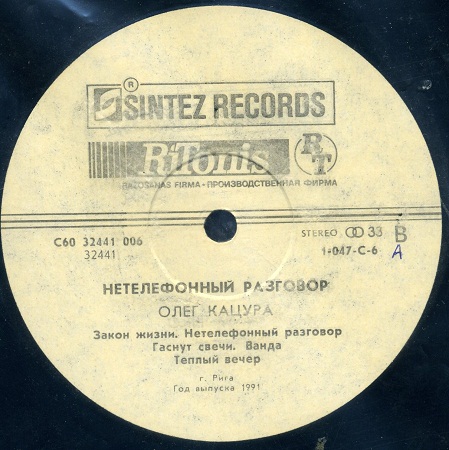 ®
SINTEZ RECORDS
RiTonis RT
RAŽOŠANAS FIRMA • ПРОИЗВОДСТВЕННАЯ ФИРМА
С60 32441 006 STEREO 33 B
32441 1-047-C-6 A
НЕТЕЛЕФОННЫЙ РАЗГОВОР
ОЛЕГ КАЦУРА
Закон жизни. Нетелефонный разговор
Гаснут свечи. Ванда
Теплый вечер
г. Рига
Год выпуска 1991